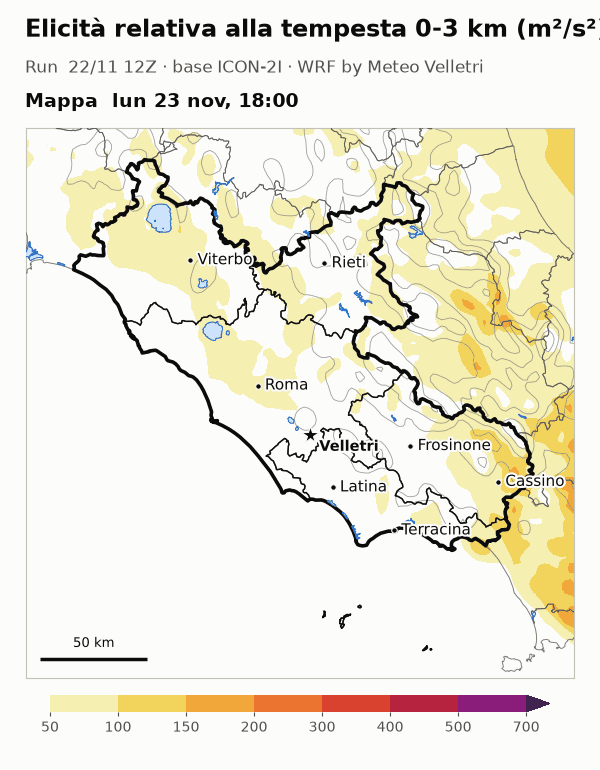 Elicità relativa alla tempesta 0-3 km (m²/s²)
Run 22/11 12Z · base ICON-2I · WRF by Meteo Velletri
Mappa lun 23 nov, 18:00
Viterbo
Rieti
Roma
Velletri
Frosinone
Cassino
Latina
Terracina
50 km
50 100 150 200 300 400 500 700